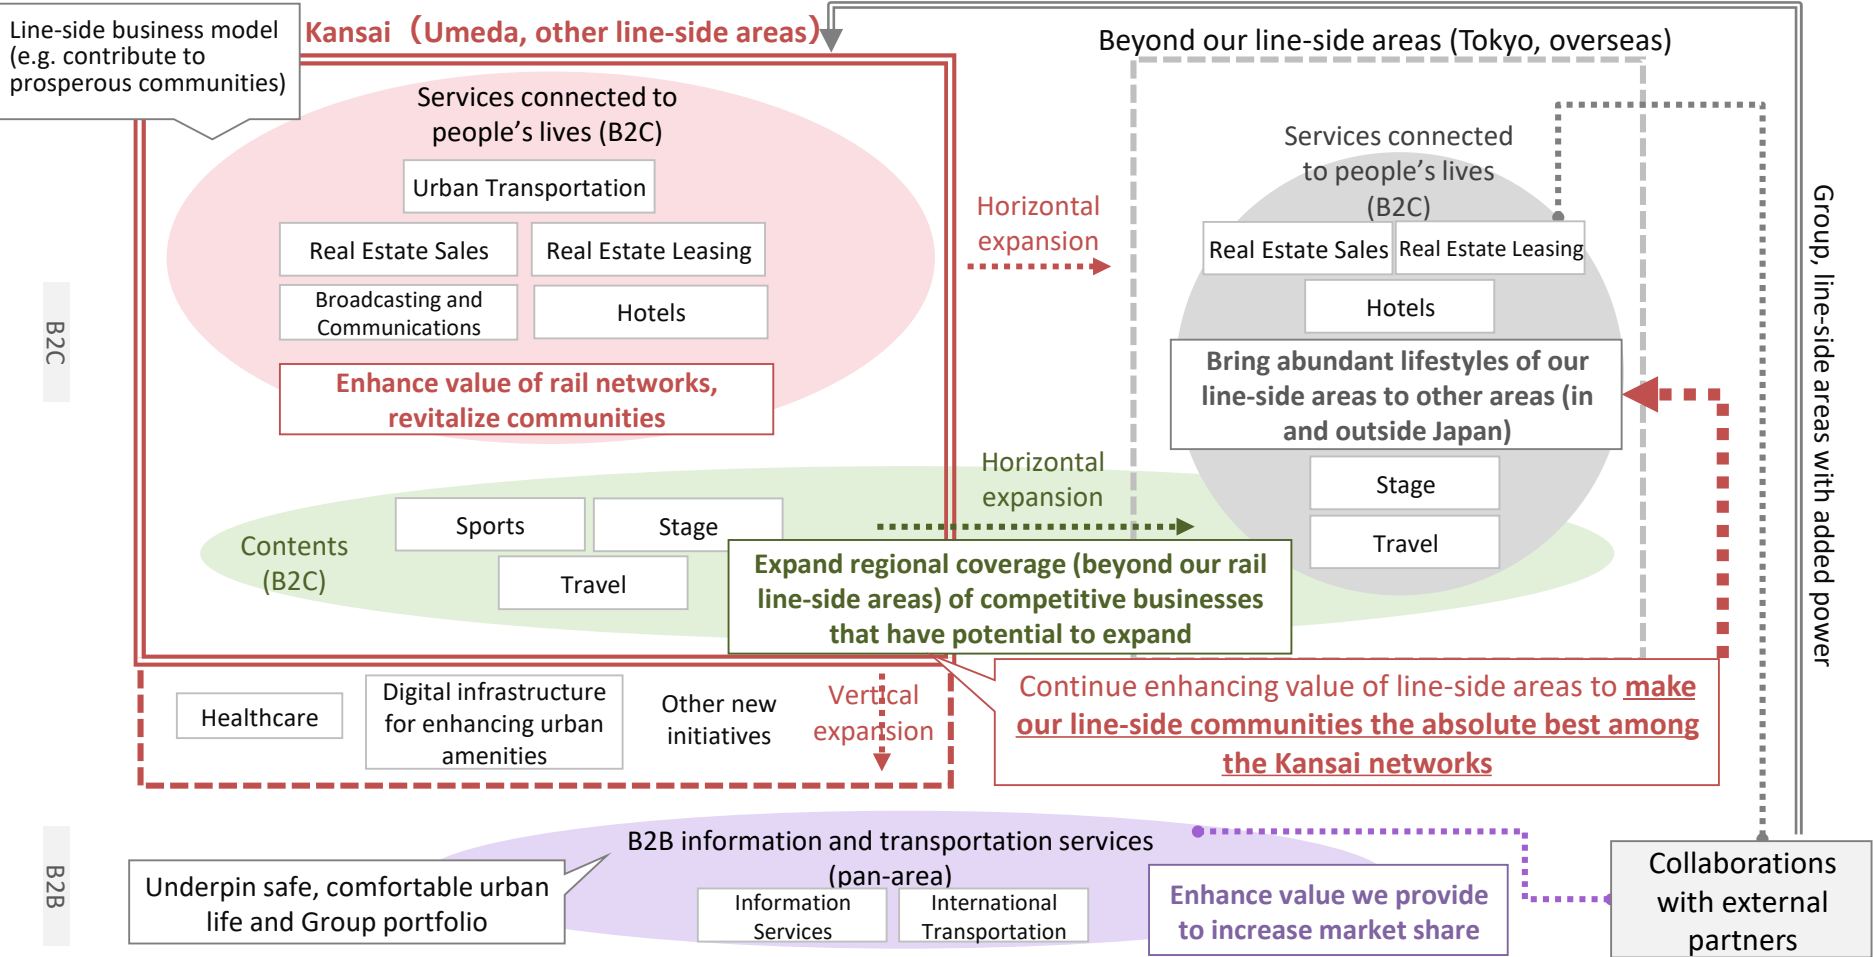 Line-side business model
(e.g. contribute to
prosperous communities)
Kansai（Umeda, other line-side areas）
Beyond our line-side areas (Tokyo, overseas)
Services connected to
people’s lives (B2C)
Urban Transportation
Real Estate Sales
Real Estate Leasing
Broadcasting and
Communications
Hotels
Enhance value of rail networks,
revitalize communities
Horizontal
expansion
Services connected
to people’s lives
(B2C)
Real Estate Sales
Real Estate Leasing
Hotels
Bring abundant lifestyles of our
line-side areas to other areas (in
and outside Japan)
Stage
Travel
Group, line-side areas with added power
B2C
Contents
(B2C)
Sports
Stage
Travel
Horizontal
expansion
Expand regional coverage (beyond our rail
line-side areas) of competitive businesses
that have potential to expand
Healthcare
Digital infrastructure
for enhancing urban
amenities
Other new
initiatives
Vertical
expansion
Continue enhancing value of line-side areas to make
our line-side communities the absolute best among
the Kansai networks
B2B
B2B information and transportation services
(pan-area)
Underpin safe, comfortable urban
life and Group portfolio
Information
Services
International
Transportation
Enhance value we provide
to increase market share
Collaborations
with external
partners